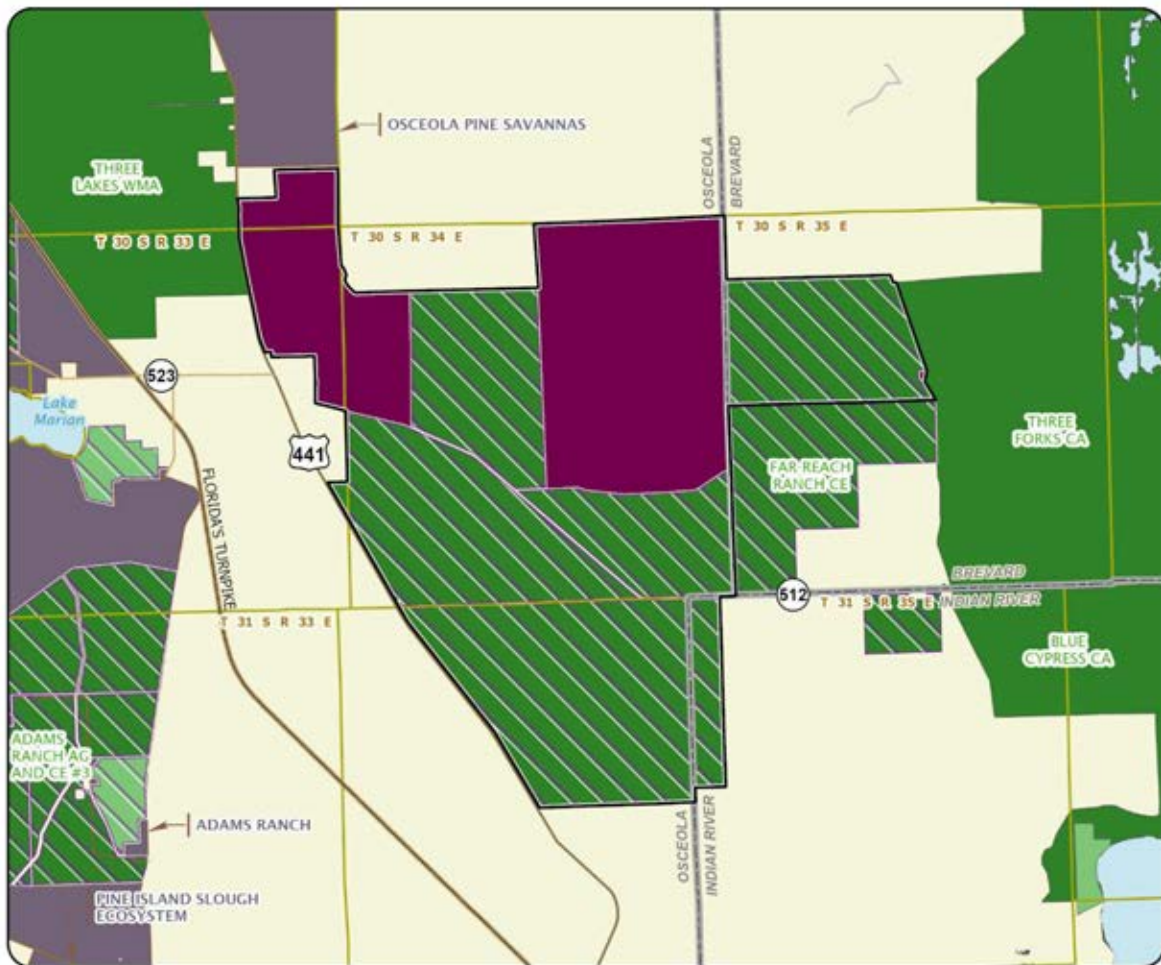 OSCEOLA PINE SAVANNAS
OSCEOLA
BREVARD
THREE
LAKES WMA
T 30 S R 33 E
T 30 S R 34 E
T 30 S R 35 E
523
Lake
Marian
441
THREE
FORKS CA
FAR REACH
RANCH CE
FLORIDA'S TURNPIKE
BREVARD
512
T 31 S R 35 E
INDIAN RIVER
T 31 S R 33 E
BLUE
CYPRESS CA
ADAMS
RANCH AG
AND CE #3
ADAMS RANCH
OSCEOLA
INDIAN RIVER
PINE ISLAND SLOUGH
ECOSYSTEM